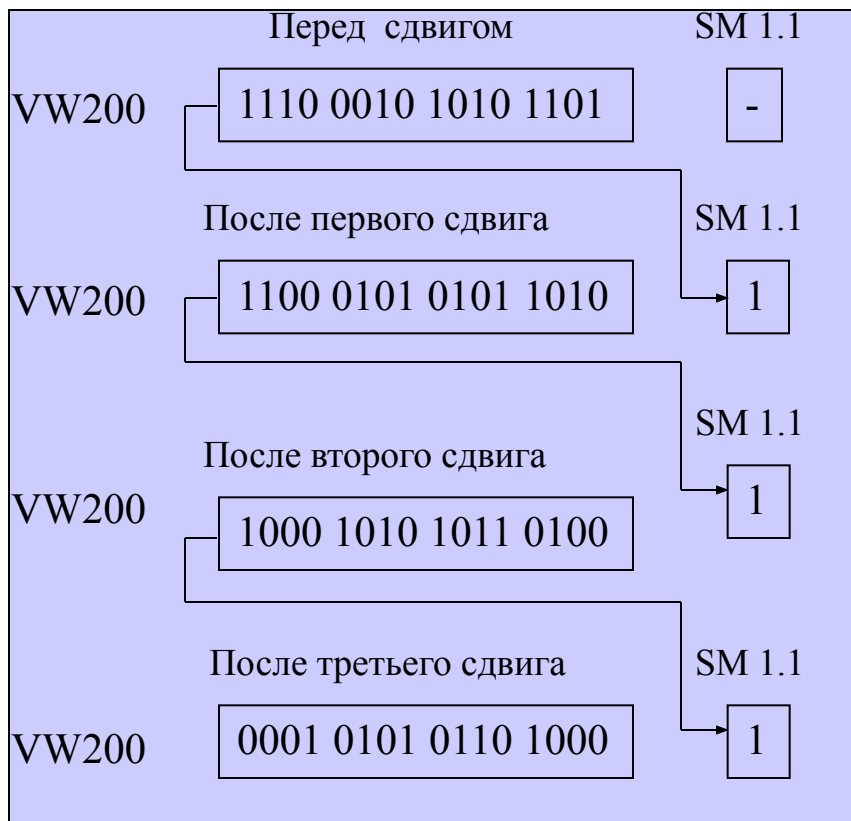 Перед сдвигом SM 1.1
VW200 1110 0010 1010 1101 -
После первого сдвига SM 1.1
VW200 1100 0101 0101 1010 1
SM 1.1
После второго сдвига
VW200 1000 1010 1011 0100 1
После третьего сдвига SM 1.1
VW200 0001 0101 0110 1000 1